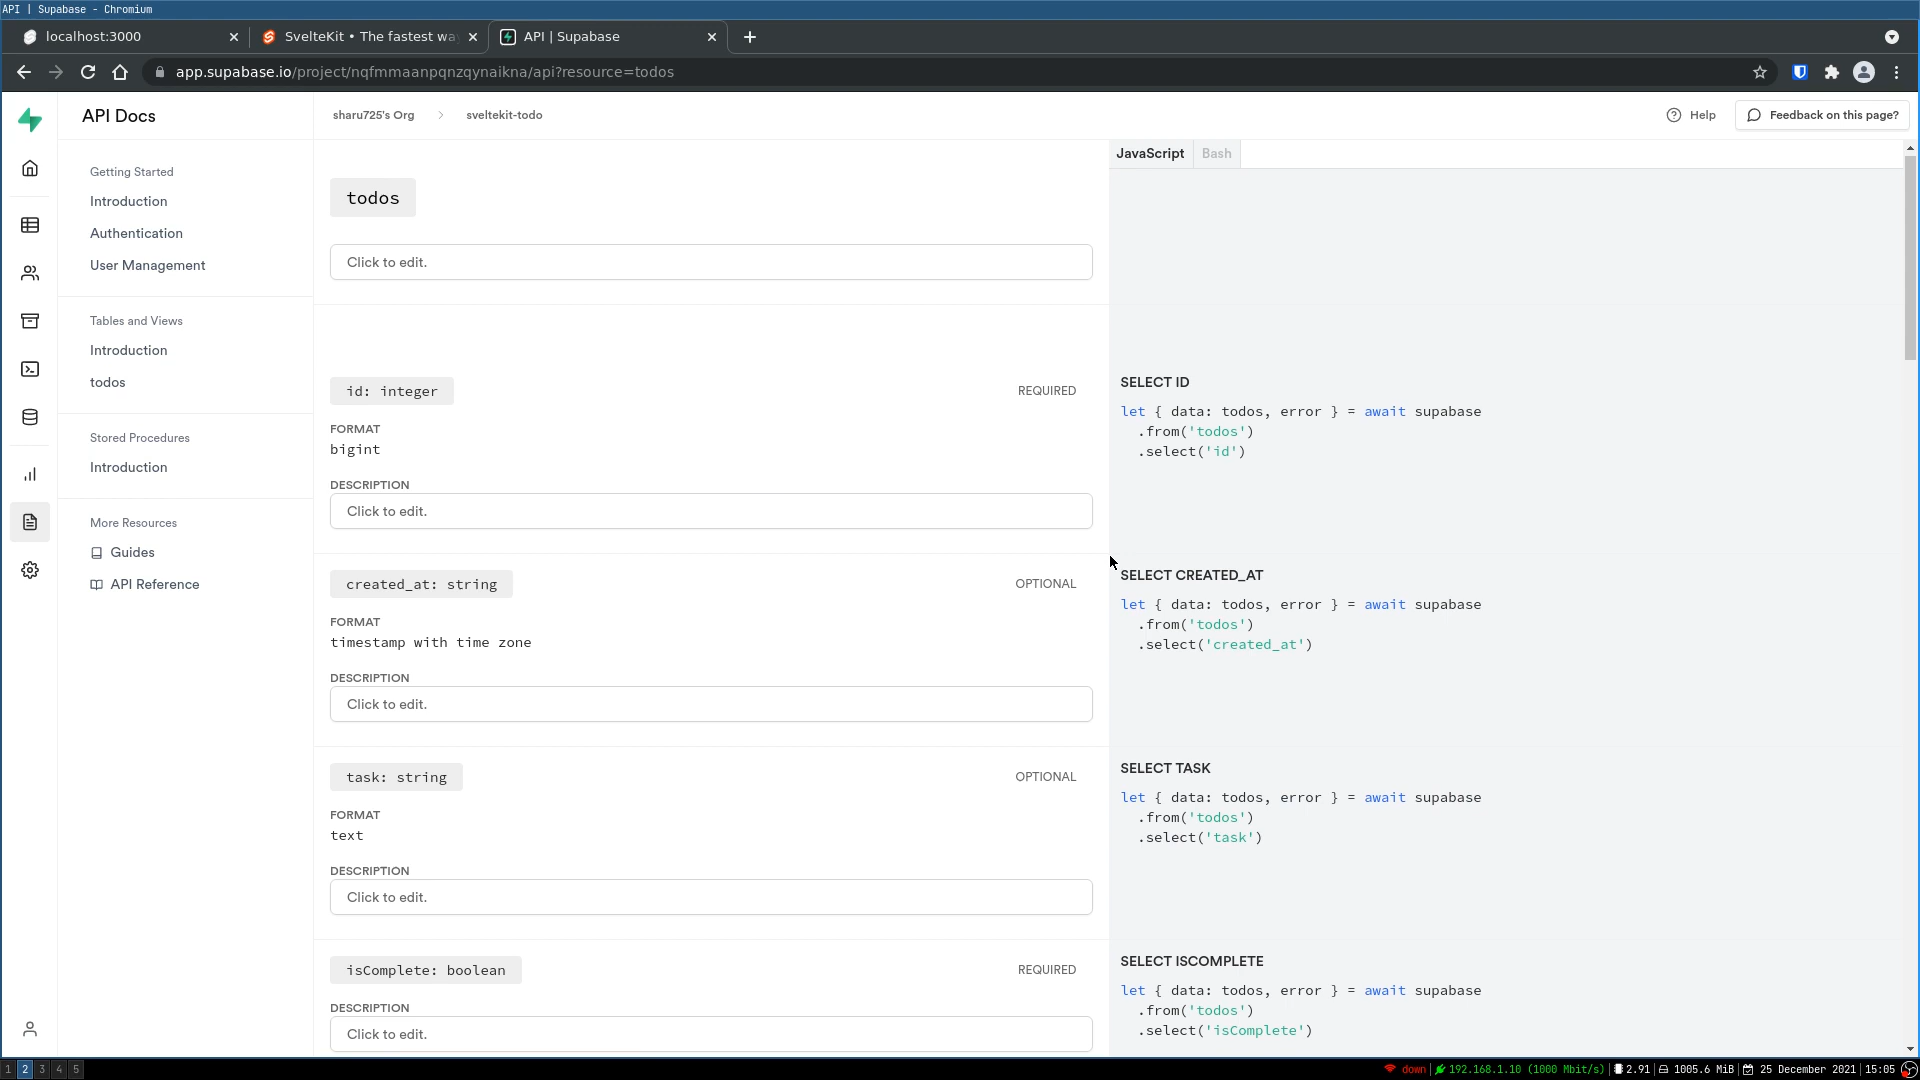 API | Supabase - Chromium
localhost:3000
SvelteKit • The fastest wa
API | Supabase
app.supabase.io/project/nqfmmaanpqnzqynaikna/api?resource=todos
API Docs
sharu725's Org
sveltekit-todo
Help
Feedback on this page?
Getting Started
Introduction
Authentication
User Management
Tables and Views
Introduction
todos
Stored Procedures
Introduction
More Resources
Guides
API Reference
todos
Click to edit.
id: integer
REQUIRED
FORMAT
bigint
DESCRIPTION
Click to edit.
created_at: string
OPTIONAL
FORMAT
timestamp with time zone
DESCRIPTION
Click to edit.
task: string
OPTIONAL
FORMAT
text
DESCRIPTION
Click to edit.
isComplete: boolean
REQUIRED
DESCRIPTION
Click to edit.
JavaScript
Bash
SELECT ID
let { data: todos, error } = await supabase
.from('todos')
.select('id')
SELECT CREATED_AT
let { data: todos, error } = await supabase
.from('todos')
.select('created_at')
SELECT TASK
let { data: todos, error } = await supabase
.from('todos')
.select('task')
SELECT ISCOMPLETE
let { data: todos, error } = await supabase
.from('todos')
.select('isComplete')
1 2 3 4 5
down 192.168.1.10 (1000 Mbit/s) 2.91 1005.6 MiB 25 December 2021 15:05